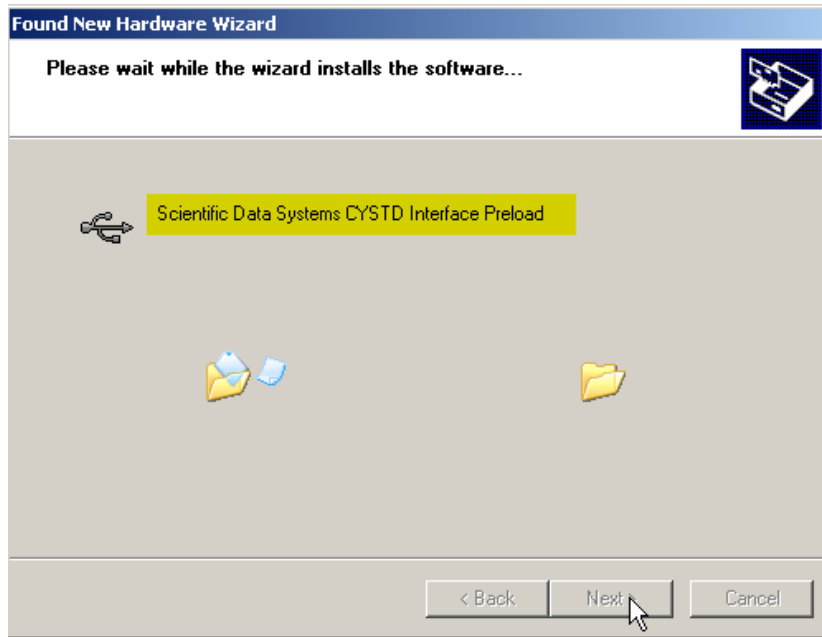 Found New Hardware Wizard
Please wait while the wizard installs the software...
Scientific Data Systems CYSTD Interface Preload
< Back Next > Cancel